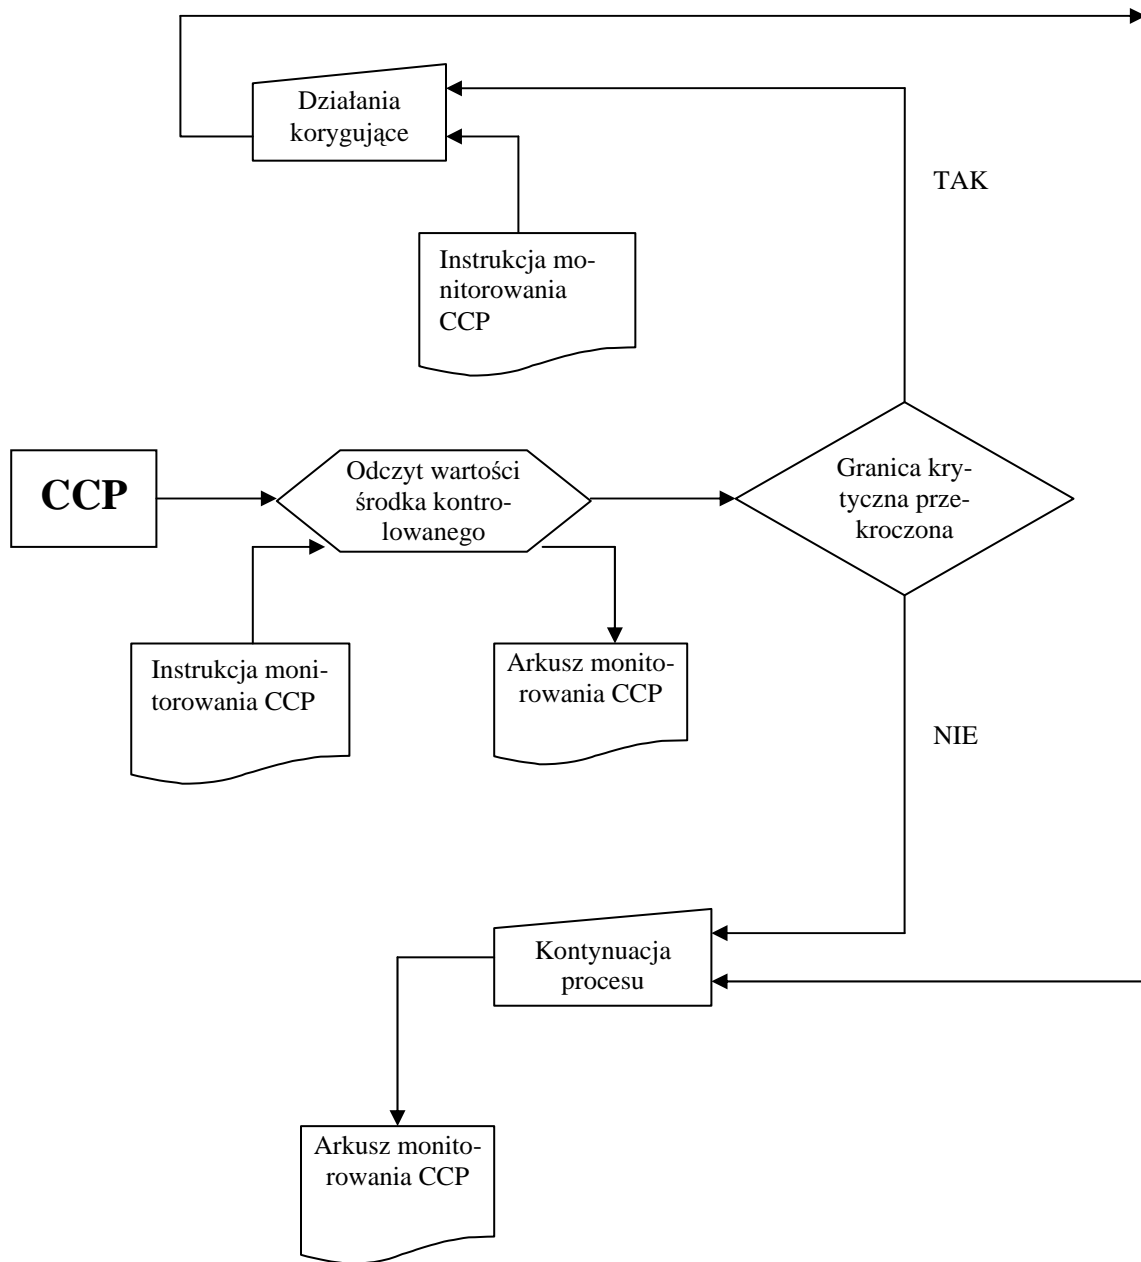 Działania
korygujące
TAK
Instrukcja mo-
nitorowania
CCP
CCP
Odczyt wartości
środka kontro-
lowanego
Granica kry-
tyczna prze-
kroczona
Instrukcja moni-
torowania CCP
Arkusz monito-
rowania CCP
NIE
Kontynuacja
procesu
Arkusz monito-
rowania CCP